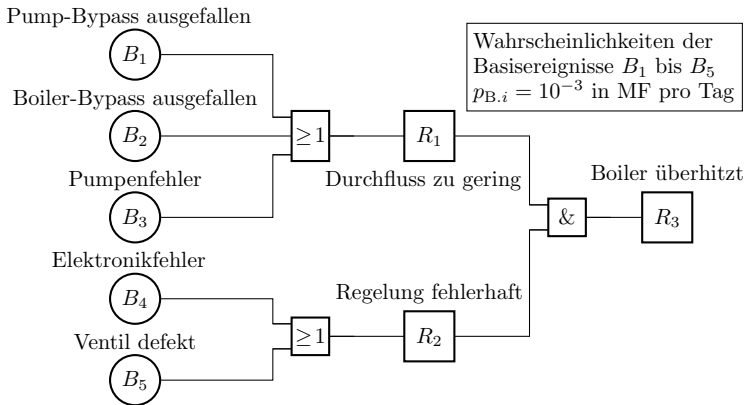 Pump-Bypass ausgefallen
B₁
Boiler-Bypass ausgefallen
B₂
Pumpenfehler
B₃
Elektronikfehler
B₄
Ventil defekt
B₅
≥1
≥1
R₁
Durchfluss zu gering
Regelung fehlerhaft
R₂
&
Boiler überhitzt
R₃
Wahrscheinlichkeiten der
Basisereignisse B₁ bis B₅
p_B.i = 10⁻³ in MF pro Tag